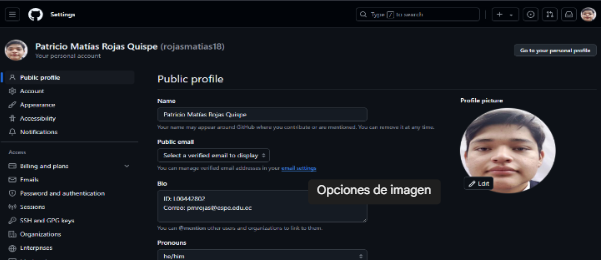 Settings
Type / to search
Patricio Matías Rojas Quispe (rojasmatias18)
Your personal account
Go to your personal profile
Public profile
Account
Appearance
Accessibility
Notifications
Access
Billing and plans
Emails
Password and authentication
Sessions
SSH and GPG keys
Organizations
Enterprises
Public profile
Name
Patricio Matías Rojas Quispe
Your name may appear around GitHub where you contribute or are mentioned. You can remove it at any time.
Public email
Select a verified email to display
You can manage verified email addresses in your email settings
Bio
ID: L00442802
Correo: pmrojas@espe.edu.ec
You can @mention other users and organizations to link to them.
Pronouns
he/him
Profile picture
Edit
Opciones de imagen